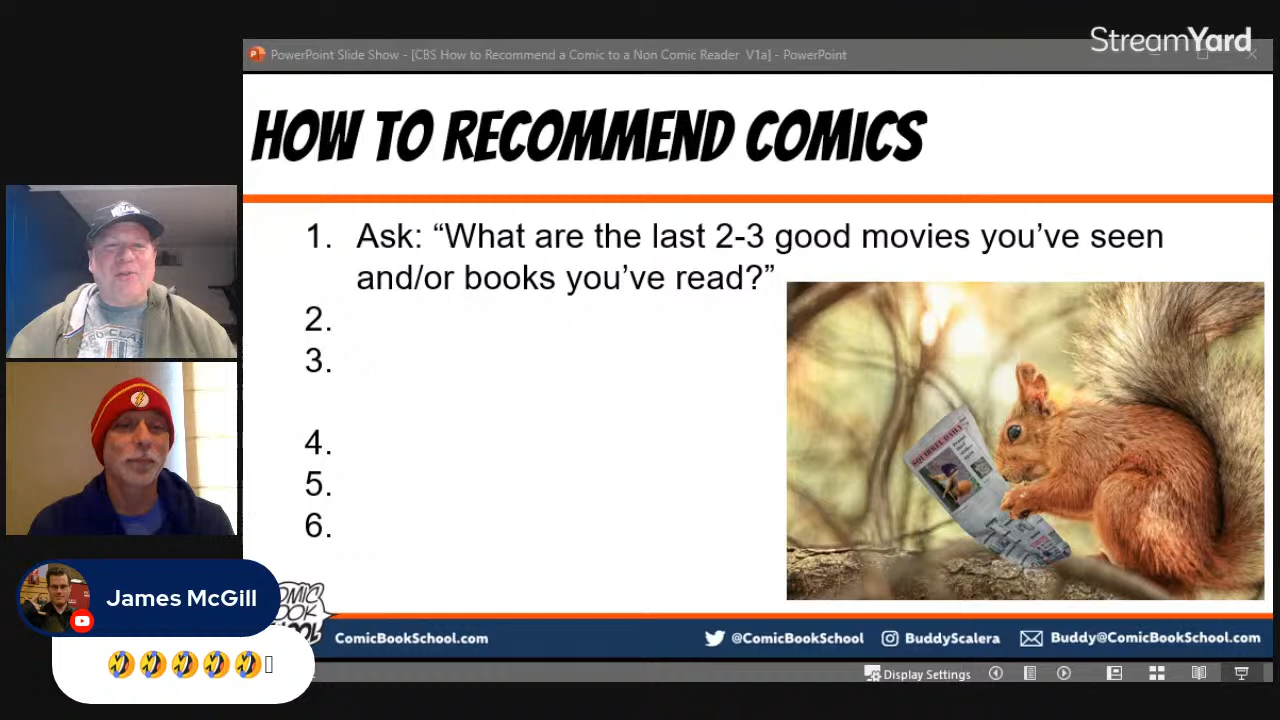 StreamYard
PowerPoint Slide Show - [CBS How to Recommend a Comic to a Non Comic Reader V1a] - PowerPoint
HOW TO RECOMMEND COMICS
1. Ask: “What are the last 2-3 good movies you’ve seen
and/or books you’ve read?”
2.
3.
4.
5.
6.
SQUIRREL DAILY
James McGill
🤣🤣🤣🤣🤣
ComicBookSchool.com
@ComicBookSchool
BuddyScalera
Buddy@ComicBookSchool.com
Display Settings